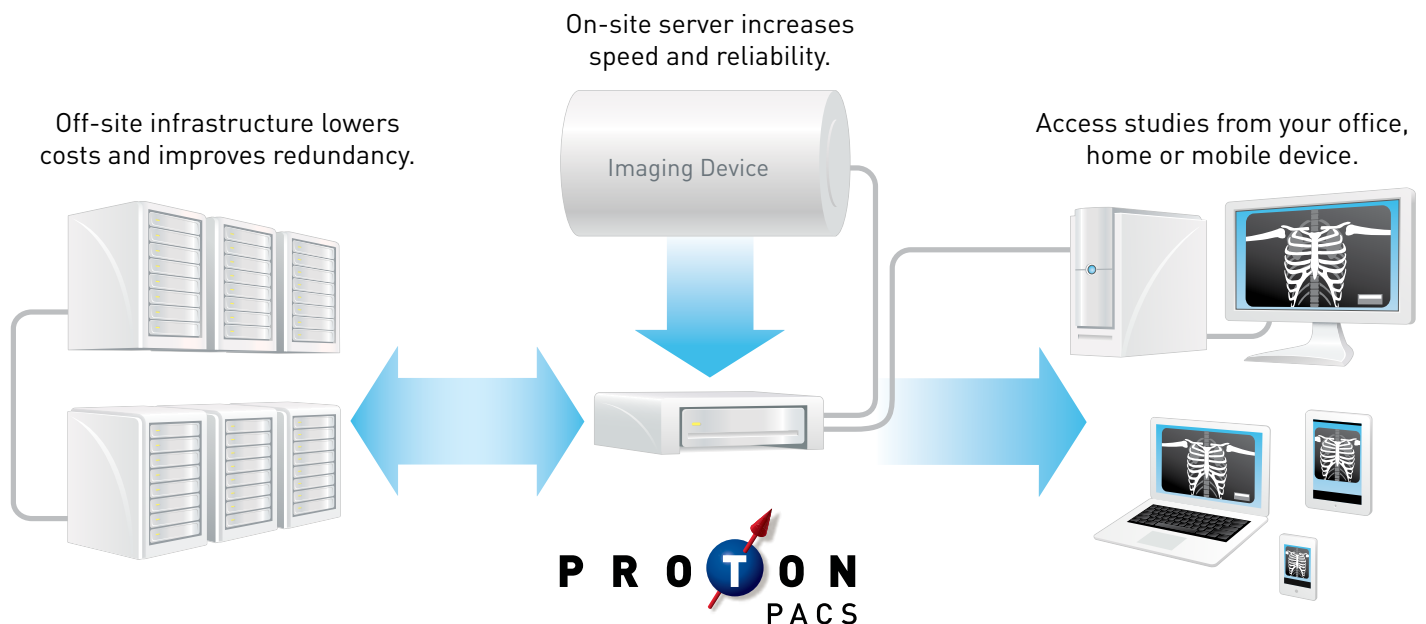 On-site server increases
speed and reliability.
Off-site infrastructure lowers
costs and improves redundancy.
Access studies from your office,
home or mobile device.
Imaging Device
PROTON
PACS